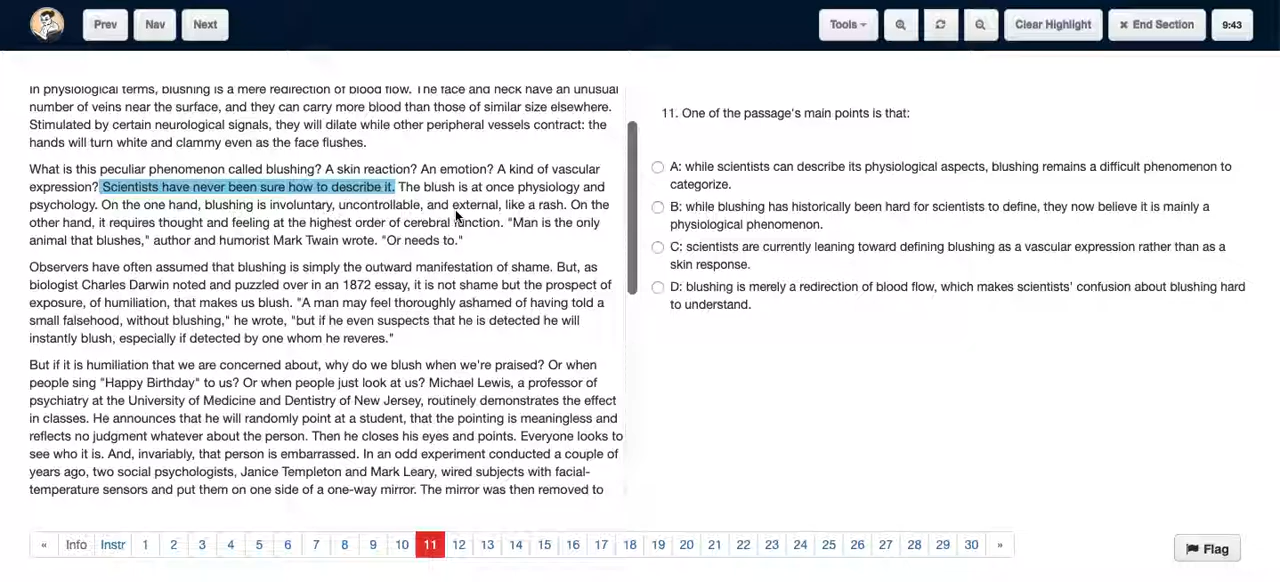 Prev
Nav
Next
Tools
Clear Highlight
End Section
9:43
In physiological terms, blushing is a mere redirection of blood flow. The face and neck have an unusual
number of veins near the surface, and they can carry more blood than those of similar size elsewhere.
Stimulated by certain neurological signals, they will dilate while other peripheral vessels contract: the
hands will turn white and clammy even as the face flushes.
What is this peculiar phenomenon called blushing? A skin reaction? An emotion? A kind of vascular
expression? Scientists have never been sure how to describe it. The blush is at once physiology and
psychology. On the one hand, blushing is involuntary, uncontrollable, and external, like a rash. On the
other hand, it requires thought and feeling at the highest order of cerebral function. "Man is the only
animal that blushes," author and humorist Mark Twain wrote. "Or needs to."
Observers have often assumed that blushing is simply the outward manifestation of shame. But, as
biologist Charles Darwin noted and puzzled over in an 1872 essay, it is not shame but the prospect of
exposure, of humiliation, that makes us blush. "A man may feel thoroughly ashamed of having told a
small falsehood, without blushing," he wrote, "but if he even suspects that he is detected he will
instantly blush, especially if detected by one whom he reveres."
But if it is humiliation that we are concerned about, why do we blush when we're praised? Or when
people sing "Happy Birthday" to us? Or when people just look at us? Michael Lewis, a professor of
psychiatry at the University of Medicine and Dentistry of New Jersey, routinely demonstrates the effect
in classes. He announces that he will randomly point at a student, that the pointing is meaningless and
reflects no judgment whatever about the person. Then he closes his eyes and points. Everyone looks to
see who it is. And, invariably, that person is embarrassed. In an odd experiment conducted a couple of
years ago, two social psychologists, Janice Templeton and Mark Leary, wired subjects with facial-
temperature sensors and put them on one side of a one-way mirror. The mirror was then removed to
11. One of the passage's main points is that:
A: while scientists can describe its physiological aspects, blushing remains a difficult phenomenon to
categorize.
B: while blushing has historically been hard for scientists to define, they now believe it is mainly a
physiological phenomenon.
C: scientists are currently leaning toward defining blushing as a vascular expression rather than as a
skin response.
D: blushing is merely a redirection of blood flow, which makes scientists' confusion about blushing hard
to understand.
« Info Instr 1 2 3 4 5 6 7 8 9 10 11 12 13 14 15 16 17 18 19 20 21 22 23 24 25 26 27 28 29 30 »
Flag